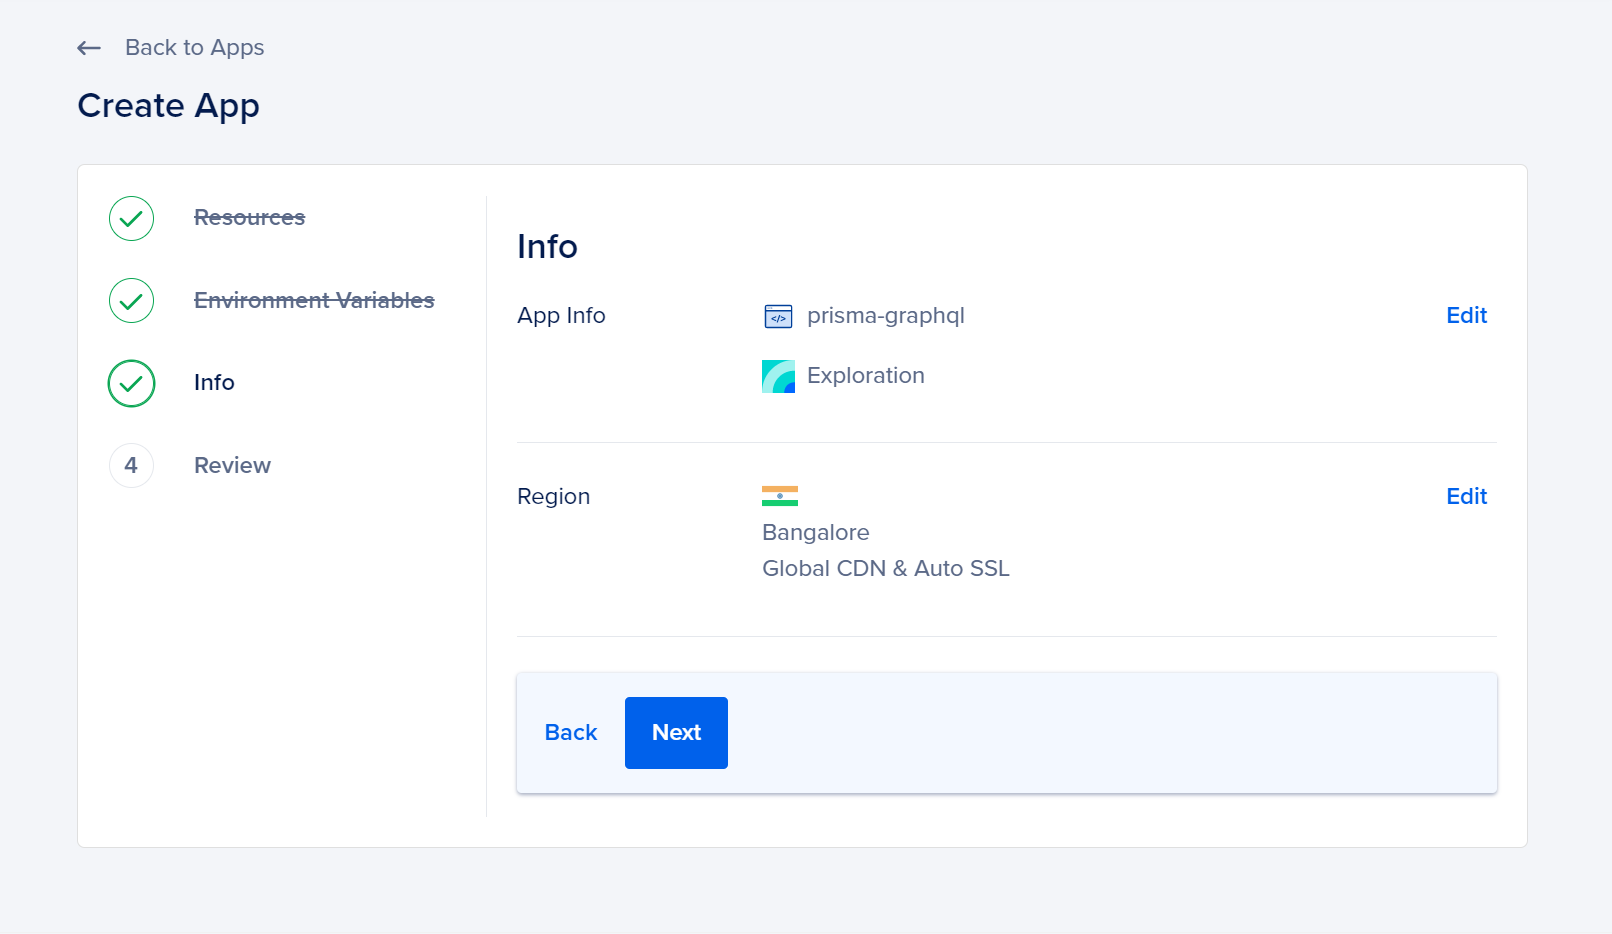 Back to Apps
Create App
Resources
Environment Variables
Info
4 Review
Info
App Info
</> prisma-graphql
Edit
Exploration
Region
Edit
Bangalore
Global CDN & Auto SSL
Back
Next